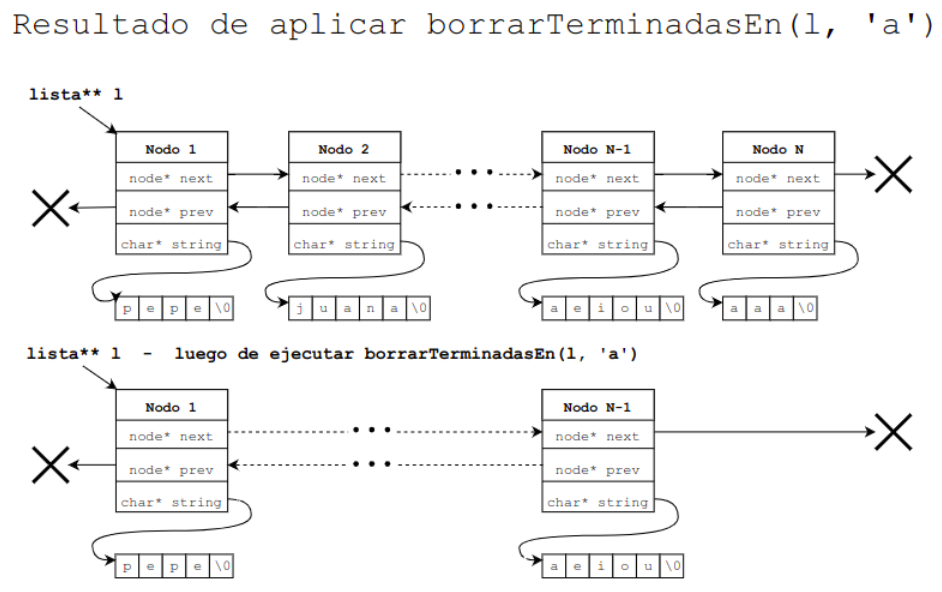 Resultado de aplicar borrarTerminadasEn(l, 'a')
lista** l
Nodo 1 Nodo 2 ... Nodo N-1 Nodo N
node* next node* next node* next node* next
node* prev node* prev ... node* prev node* prev
char* string char* string char* string char* string
p e p e \0 j u a n a \0 a e i o u \0 a a a \0
lista** l - luego de ejecutar borrarTerminadasEn(l, 'a')
Nodo 1 Nodo N-1
node* next ... node* next
node* prev ... node* prev
char* string char* string
p e p e \0 a e i o u \0